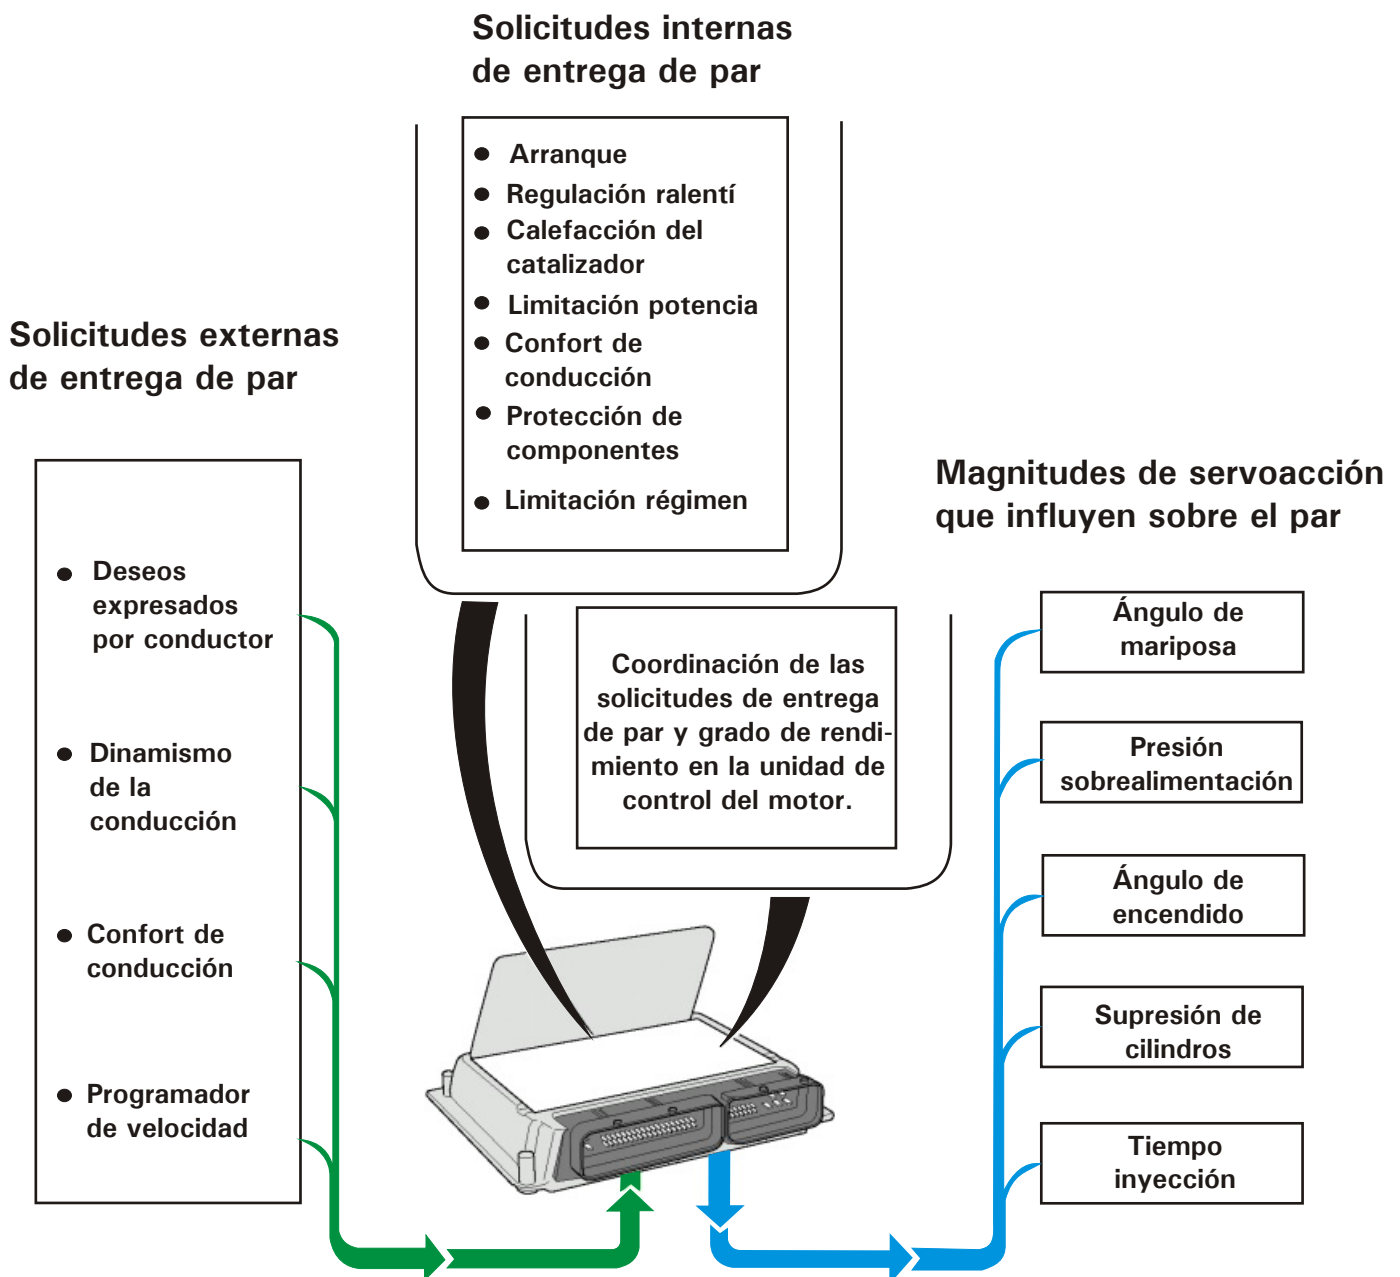 Solicitudes internas
de entrega de par
Arranque
Regulación ralentí
Calefacción del
catalizador
Limitación potencia
Confort de
conducción
Protección de
componentes
Limitación régimen
Solicitudes externas
de entrega de par
Deseos
expresados
por conductor
Dinamismo
de la
conducción
Confort de
conducción
Programador
de velocidad
Coordinación de las
solicitudes de entrega
de par y grado de rendi-
miento en la unidad de
control del motor.
Magnitudes de servoacción
que influyen sobre el par
Ángulo de
mariposa
Presión
sobrealimentación
Ángulo de
encendido
Supresión de
cilindros
Tiempo
inyección